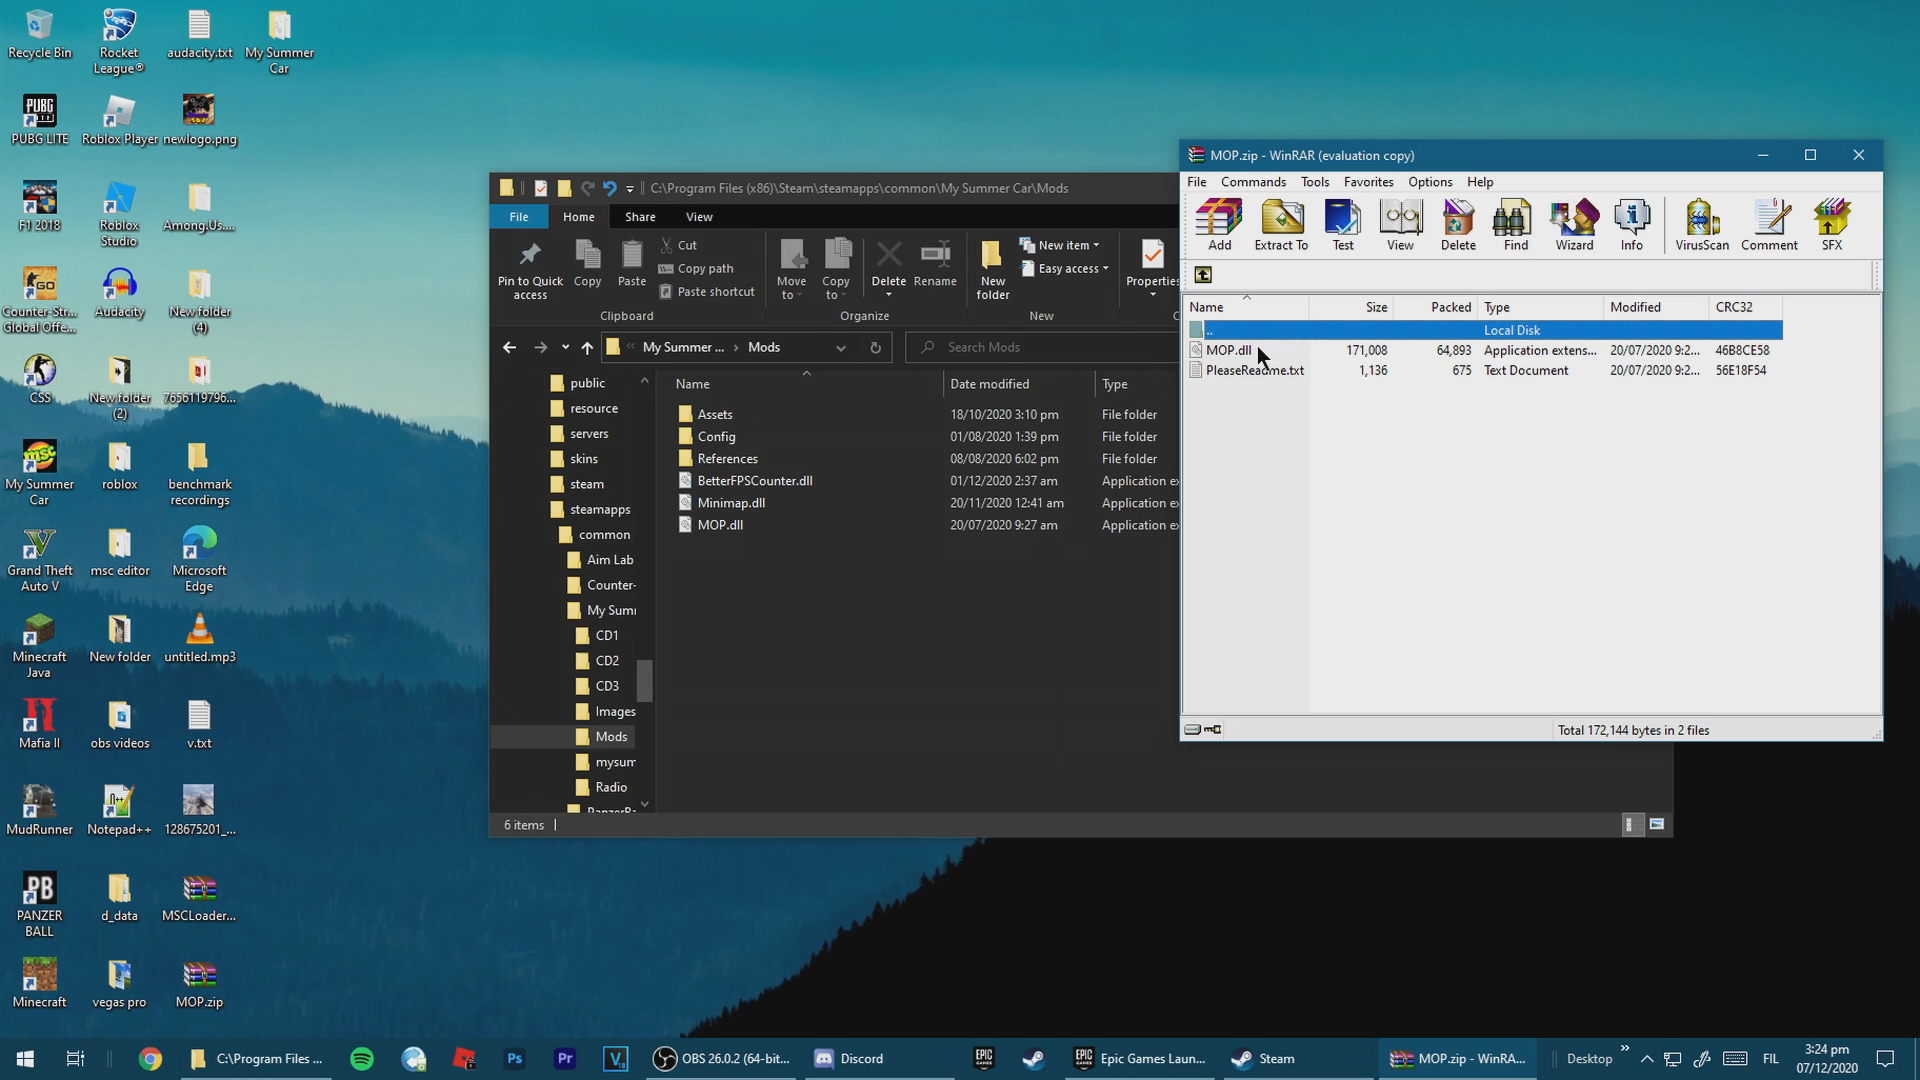 Recycle Bin
Rocket
League®
audacity.txt
My Summer
Car
PUBG LITE
Roblox Player
newlogo.png
F1 2018
Roblox
Studio
Among.Us....
Counter-Str...
Global Offe...
Audacity
New folder
(4)
CSS
New folder
(2)
7656119796...
My Summer
Car
roblox
benchmark
recordings
Grand Theft
Auto V
msc editor
Microsoft
Edge
Minecraft
Java
New folder
untitled.mp3
Mafia II
obs videos
v.txt
MudRunner
Notepad++
128675201_...
PANZER
BALL
d_data
MSCLoader...
Minecraft
vegas pro
MOP.zip
C:\Program Files (x86)\Steam\steamapps\common\My Summer Car\Mods
File
Home
Share
View
Pin to Quick
access
Copy
Paste
Cut
Copy path
Paste shortcut
Clipboard
Move
to
Copy
to
Delete
Rename
Organize
New
folder
New item
Easy access
New
Properties
My Summer ...
Mods
Search Mods
public
resource
servers
skins
steam
steamapps
common
Aim Lab
Counter-
My Sum
CD1
CD2
CD3
Images
Mods
mysum
Radio
Name
Date modified
Type
Assets 18/10/2020 3:10 pm File folder
Config 01/08/2020 1:39 pm File folder
References 08/08/2020 6:02 pm File folder
BetterFPSCounter.dll 01/12/2020 2:37 am Application ex
Minimap.dll 20/11/2020 12:41 am Application ex
MOP.dll 20/07/2020 9:27 am Application ex
6 items
MOP.zip - WinRAR (evaluation copy)
File Commands Tools Favorites Options Help
Add
Extract To
Test
View
Delete
Find
Wizard
Info
VirusScan
Comment
SFX
Name Size Packed Type Modified CRC32
.. Local Disk
MOP.dll 171,008 64,893 Application extens... 20/07/2020 9:2... 46B8CE58
PleaseReadme.txt 1,136 675 Text Document 20/07/2020 9:2... 56E18F54
Total 172,144 bytes in 2 files
C:\Program Files ...
Ps
Pr
OBS 26.0.2 (64-bit...
Discord
Epic Games Laun...
Steam
MOP.zip - WinRA...
Desktop
FIL
3:24 pm
07/12/2020